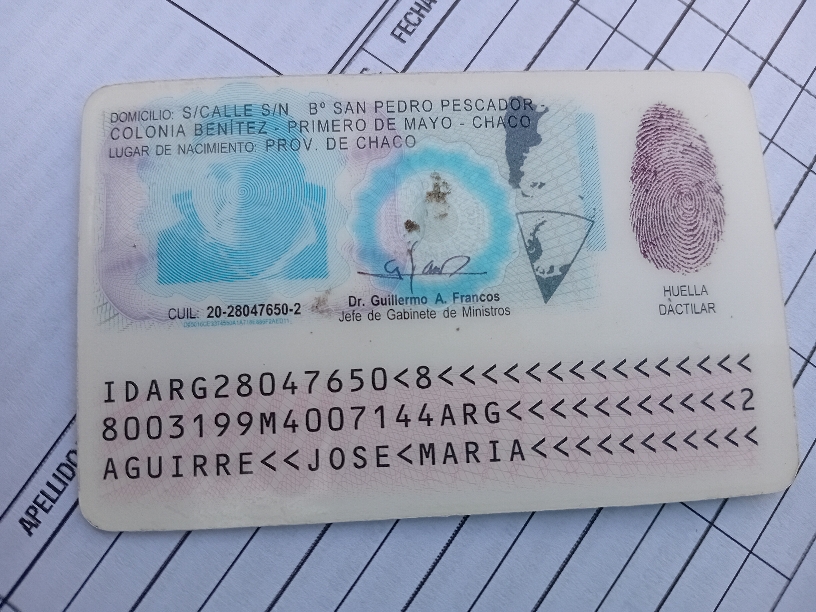 FECHA
DOMICILIO: S/CALLE S/N Bº SAN PEDRO PESCADOR -
COLONIA BENÍTEZ - PRIMERO DE MAYO - CHACO
LUGAR DE NACIMIENTO: PROV. DE CHACO
CUIL: 20-28047650-2
Dr. Guillermo A. Francos
Jefe de Gabinete de Ministros
HUELLA
DACTILAR
IDARG28047650<8<<<<<<<<<<<<<<<
8003199M4007144ARG<<<<<<<<<<<2
AGUIRRE<<JOSE<MARIA<<<<<<<<<<<
APELLIDO